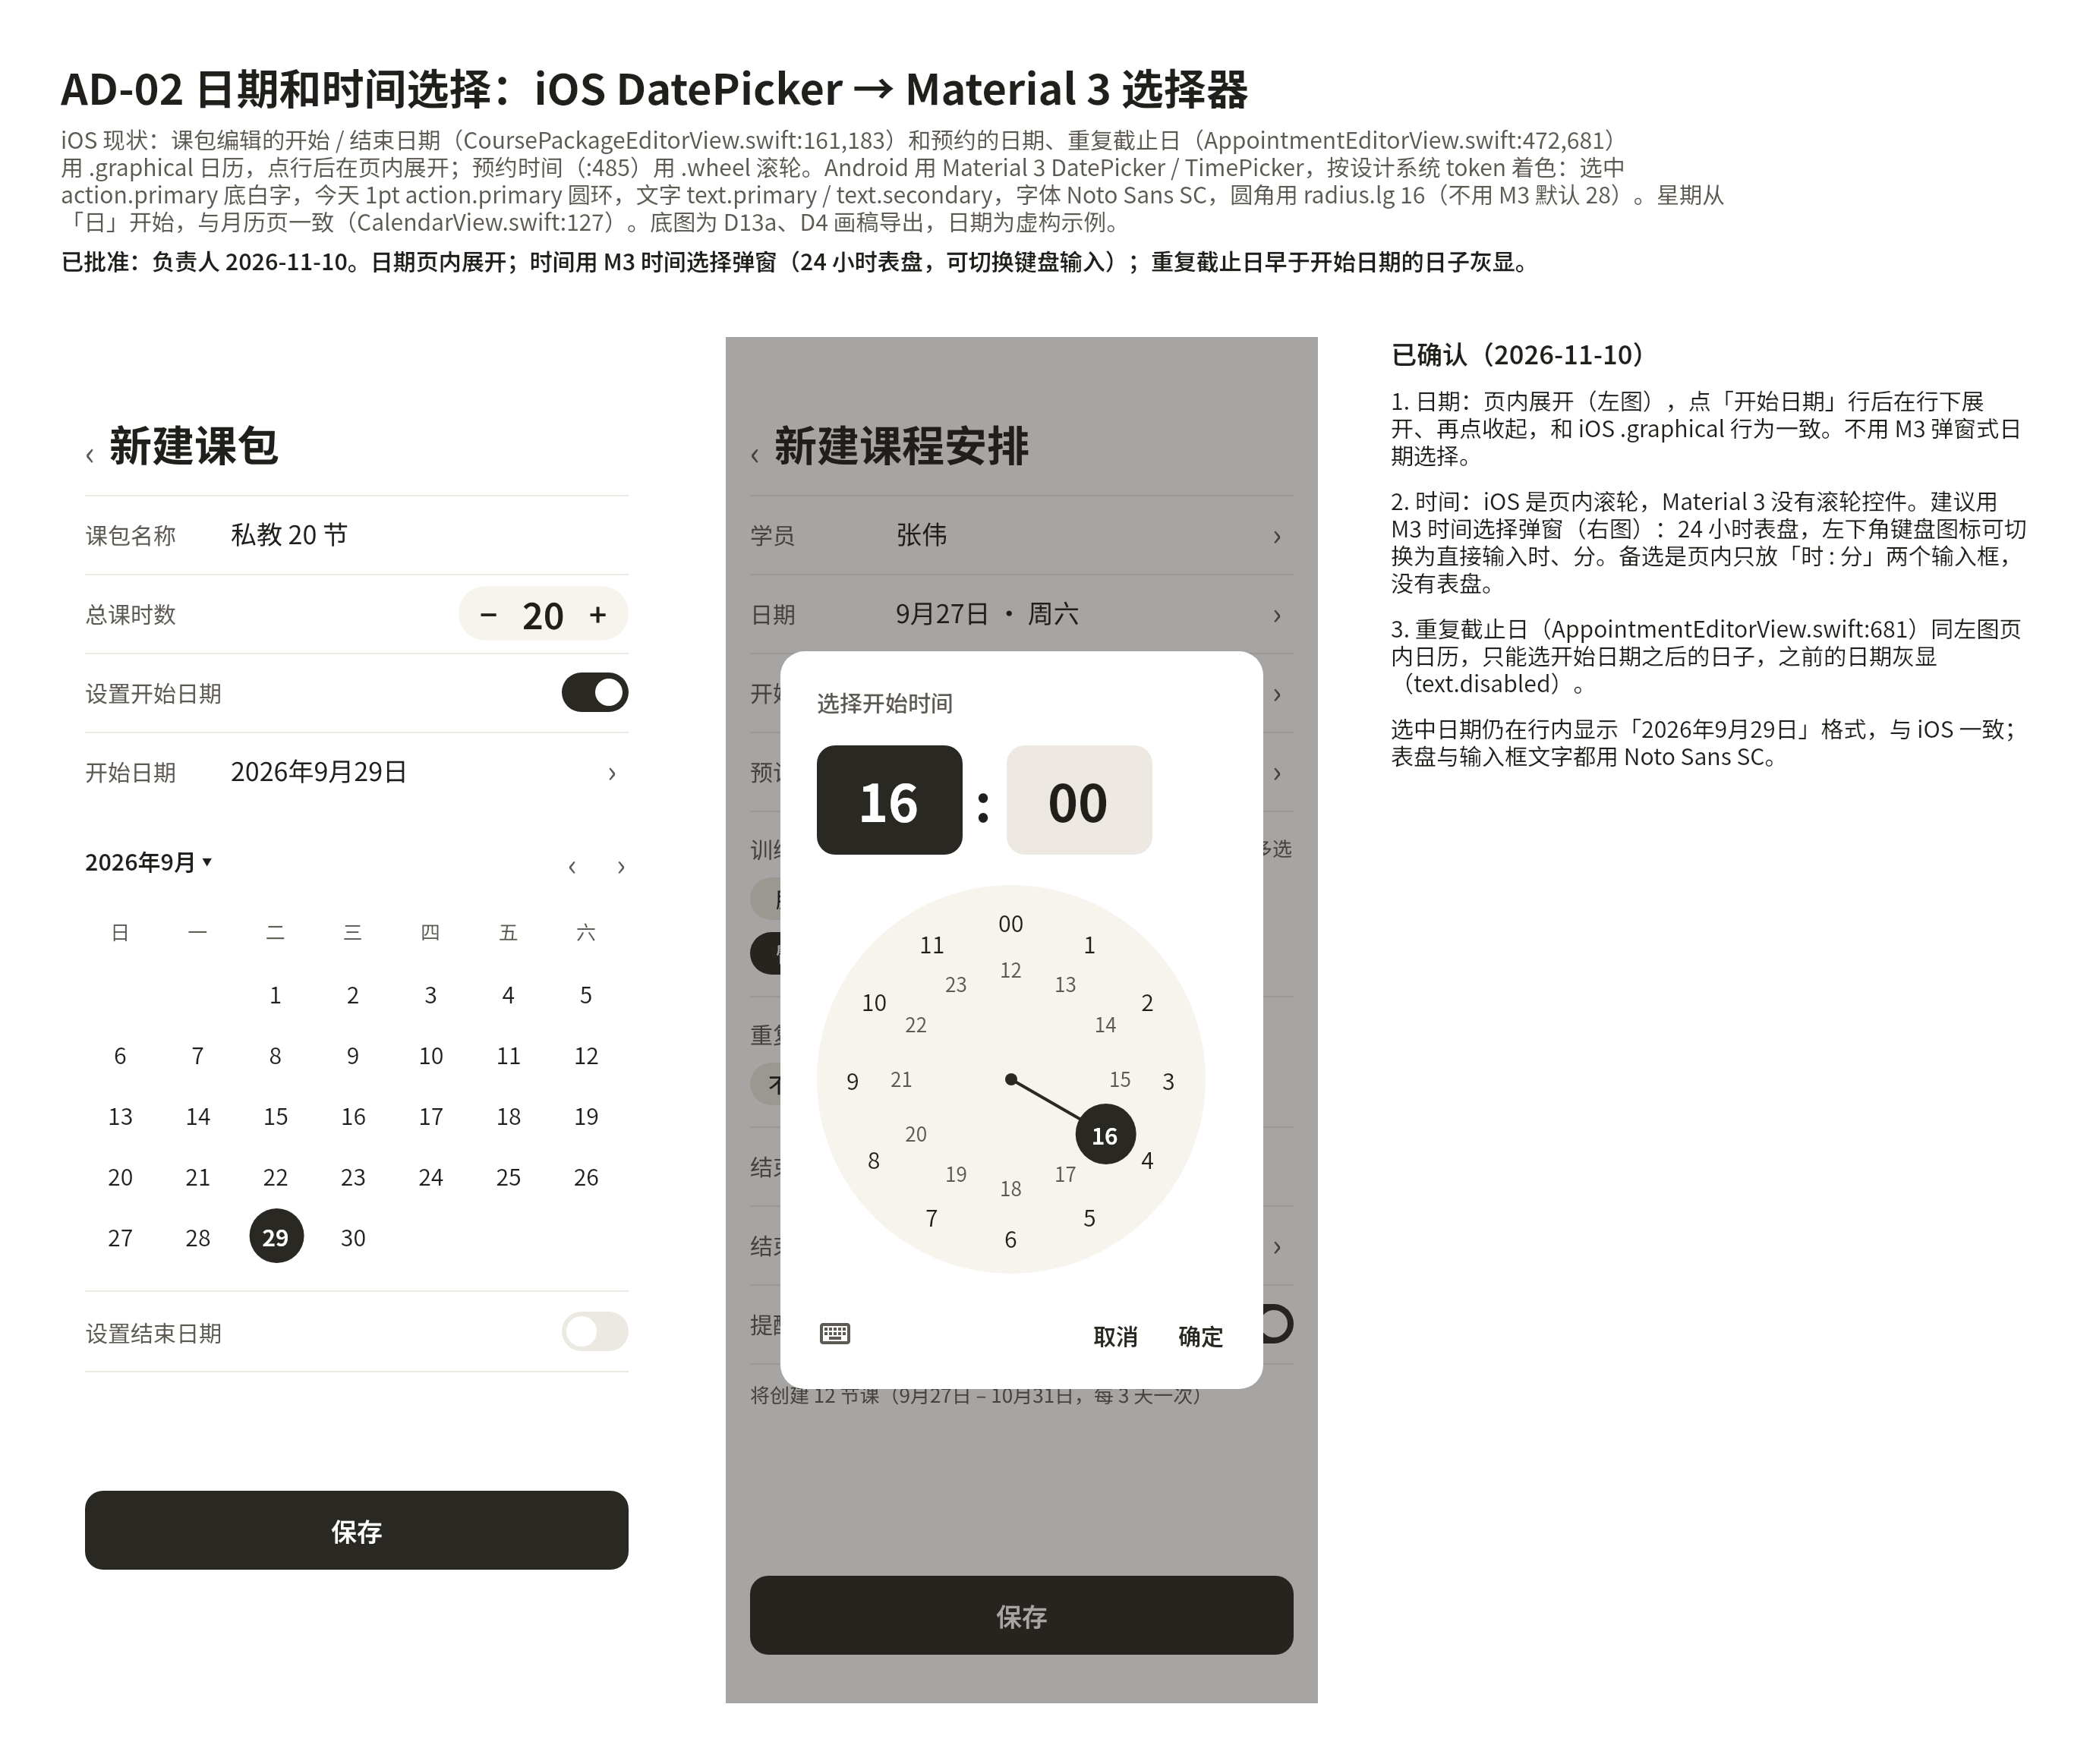 AD-02 日期和时间选择：iOS DatePicker → Material 3 选择器
iOS 现状：课包编辑的开始 / 结束日期（CoursePackageEditorView.swift:161,183）和预约的日期、重复截止日（AppointmentEditorView.swift:472,681）
用 .graphical 日历，点行后在页内展开；预约时间（:485）用 .wheel 滚轮。Android 用 Material 3 DatePicker / TimePicker，按设计系统 token 着色：选中
action.primary 底白字，今天 1pt action.primary 圆环，文字 text.primary / text.secondary，字体 Noto Sans SC，圆角用 radius.lg 16（不用 M3 默认 28）。星期从
「日」开始，与月历页一致（CalendarView.swift:127）。底图为 D13a、D4 画稿导出，日期为虚构示例。
已批准：负责人 2026-11-10。日期页内展开；时间用 M3 时间选择弹窗（24 小时表盘，可切换键盘输入）；重复截止日早于开始日期的日子灰显。
‹ 新建课包
课包名称 私教 20 节
总课时数 − 20 +
设置开始日期
开始日期 2026年9月29日 ›
2026年9月 ▾ ‹ ›
日 一 二 三 四 五 六
1 2 3 4 5
6 7 8 9 10 11 12
13 14 15 16 17 18 19
20 21 22 23 24 25 26
27 28 29 30
设置结束日期
保存
‹ 新建课程安排
学员 张伟 ›
日期 9月27日 · 周六 ›
开 ›
预 ›
训 多选
重
不
结
结 ›
提
选择开始时间
16 : 00
00
11 1
12
23 13
10 2
22 14
9 21 15 3
20 16
8 4
19 17
18
7 5
6
取消 确定
将创建 12 节课（9月27日 – 10月31日，每 3 天一次）
保存
已确认（2026-11-10）
1. 日期：页内展开（左图），点「开始日期」行后在行下展
开、再点收起，和 iOS .graphical 行为一致。不用 M3 弹窗式日
期选择。
2. 时间：iOS 是页内滚轮，Material 3 没有滚轮控件。建议用
M3 时间选择弹窗（右图）：24 小时表盘，左下角键盘图标可切
换为直接输入时、分。备选是页内只放「时 : 分」两个输入框，
没有表盘。
3. 重复截止日（AppointmentEditorView.swift:681）同左图页
内日历，只能选开始日期之后的日子，之前的日期灰显
（text.disabled）。
选中日期仍在行内显示「2026年9月29日」格式，与 iOS 一致；
表盘与输入框文字都用 Noto Sans SC。